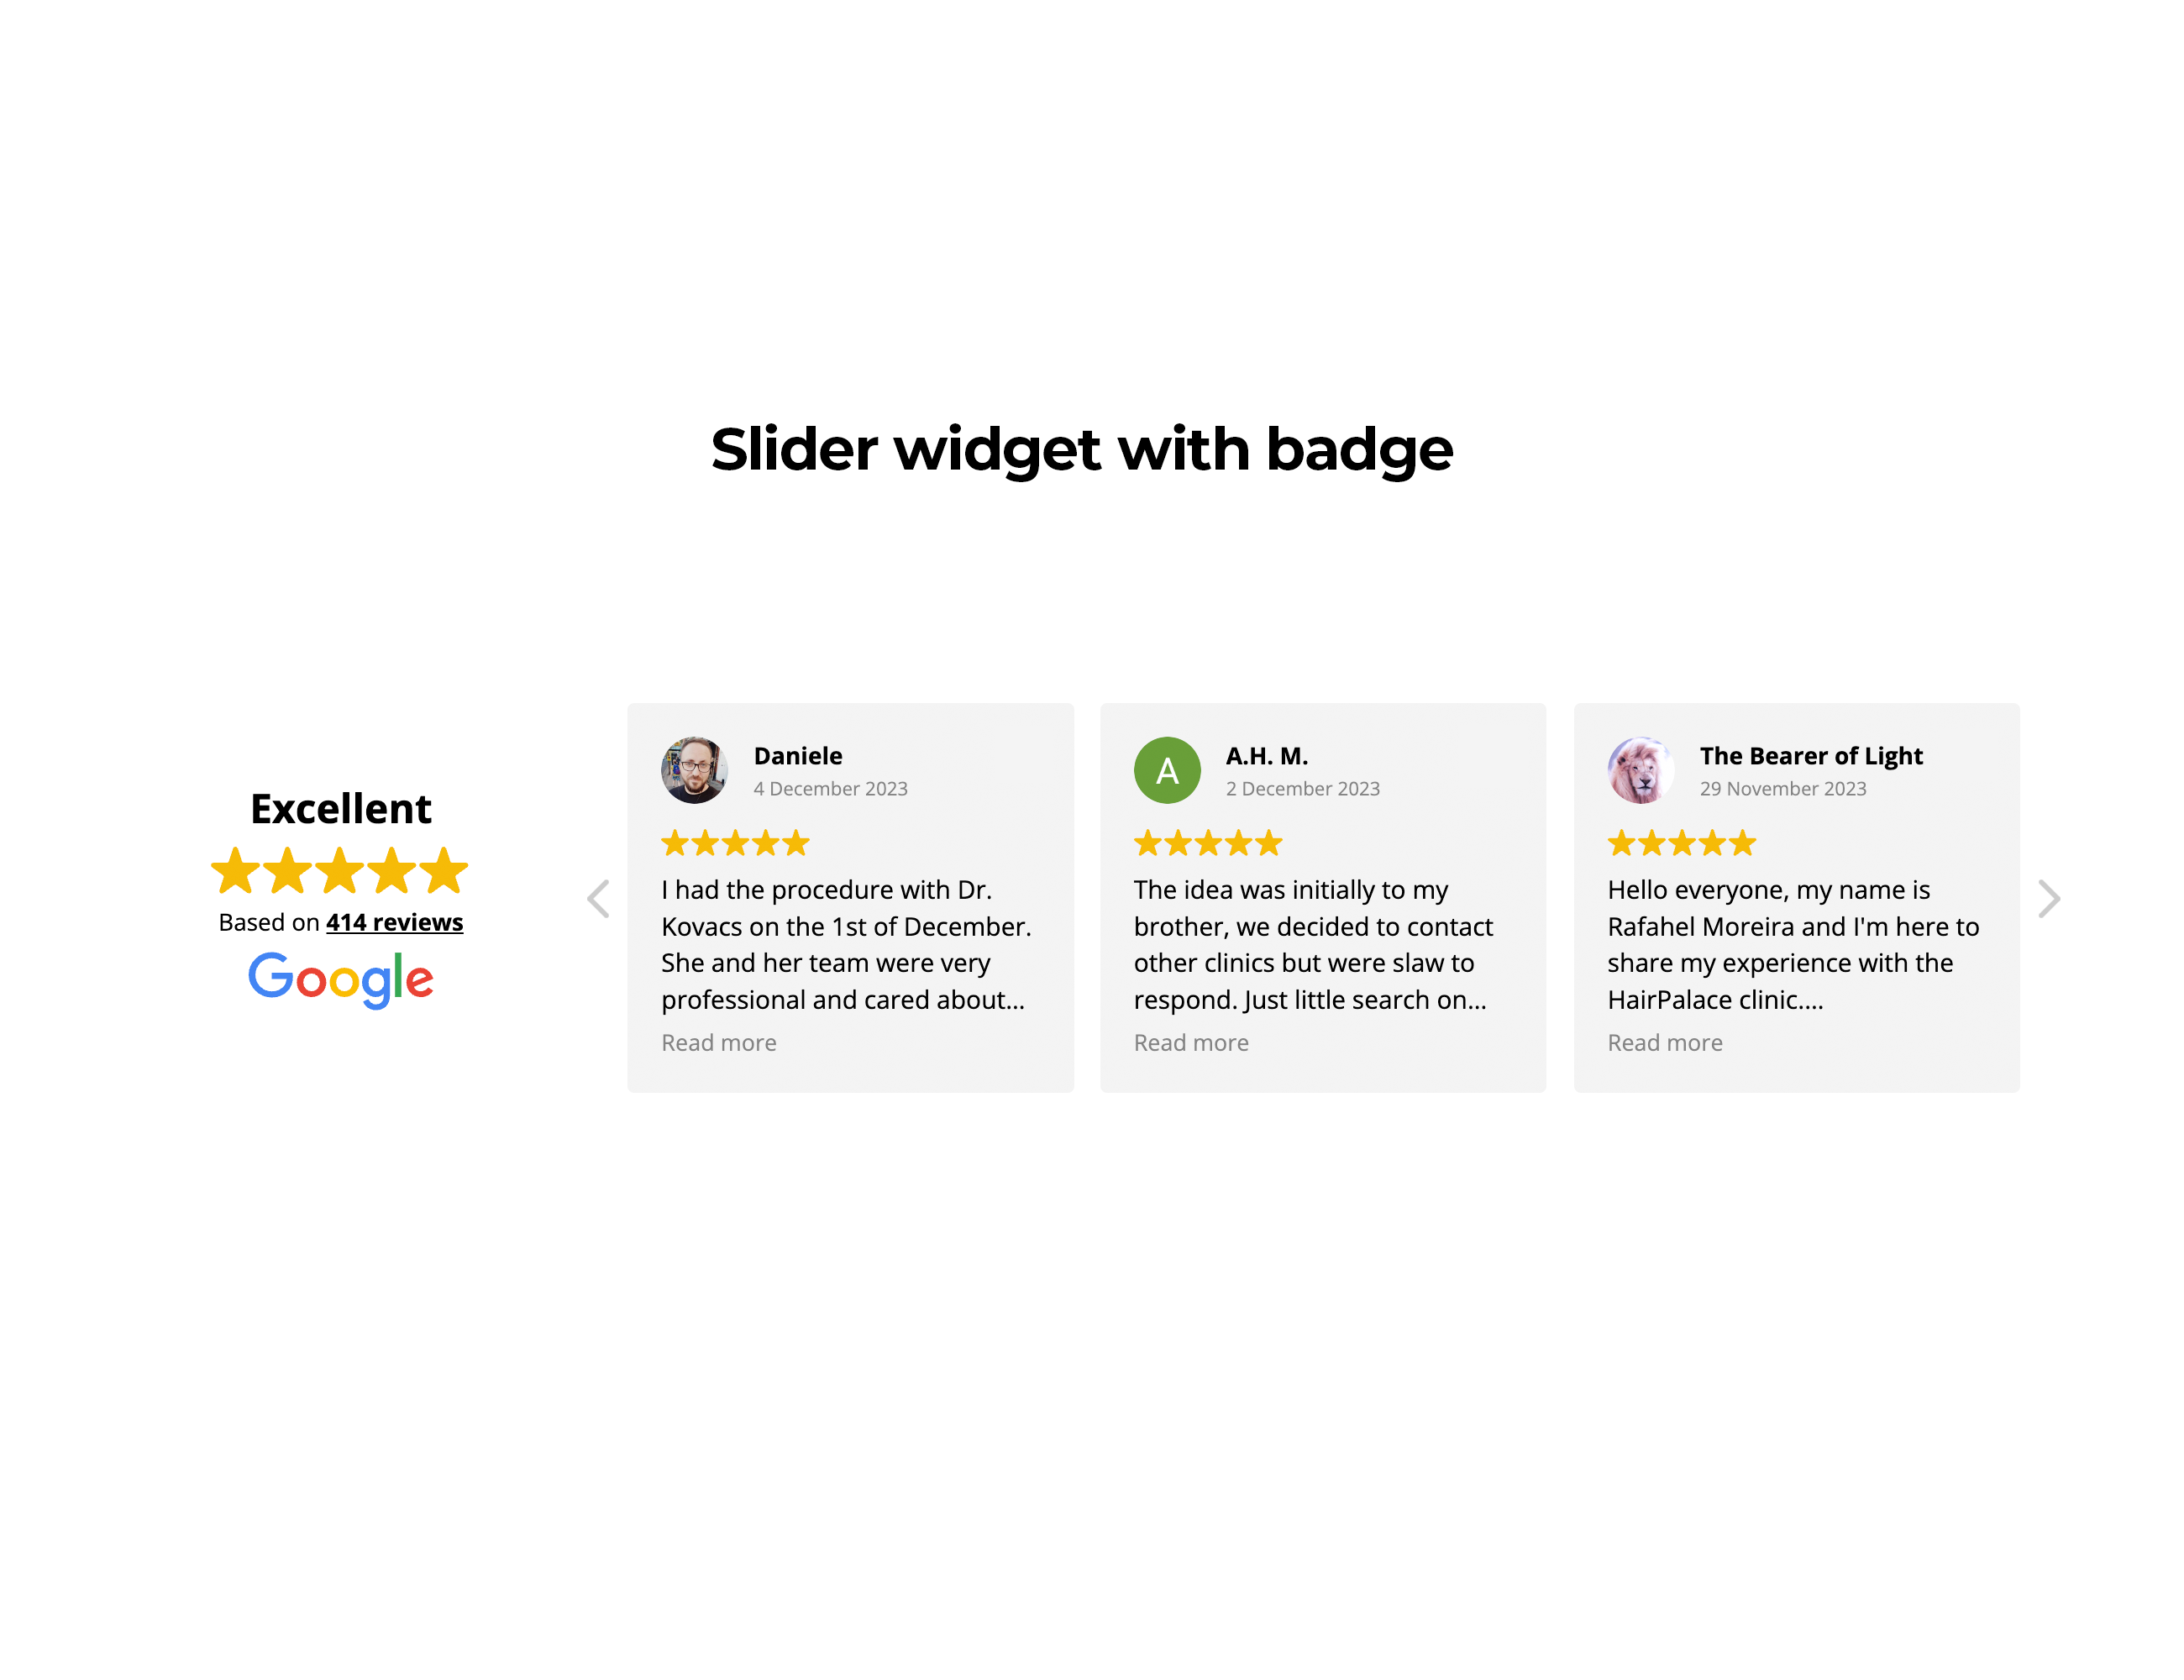 Slider widget with badge
Excellent
Based on 414 reviews
Google
Daniele
4 December 2023
I had the procedure with Dr.
Kovacs on the 1st of December.
She and her team were very
professional and cared about...
Read more
A
A.H. M.
2 December 2023
The idea was initially to my
brother, we decided to contact
other clinics but were slaw to
respond. Just little search on...
Read more
The Bearer of Light
29 November 2023
Hello everyone, my name is
Rafahel Moreira and I'm here to
share my experience with the
HairPalace clinic....
Read more